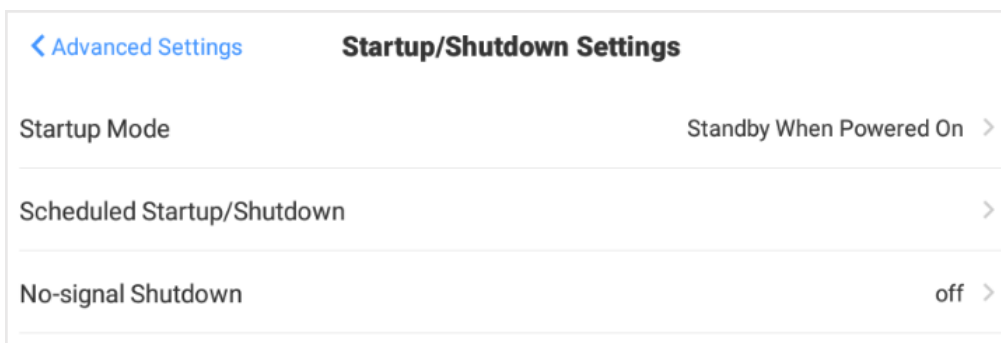 Advanced Settings Startup/Shutdown Settings
Startup Mode Standby When Powered On
Scheduled Startup/Shutdown
No-signal Shutdown off